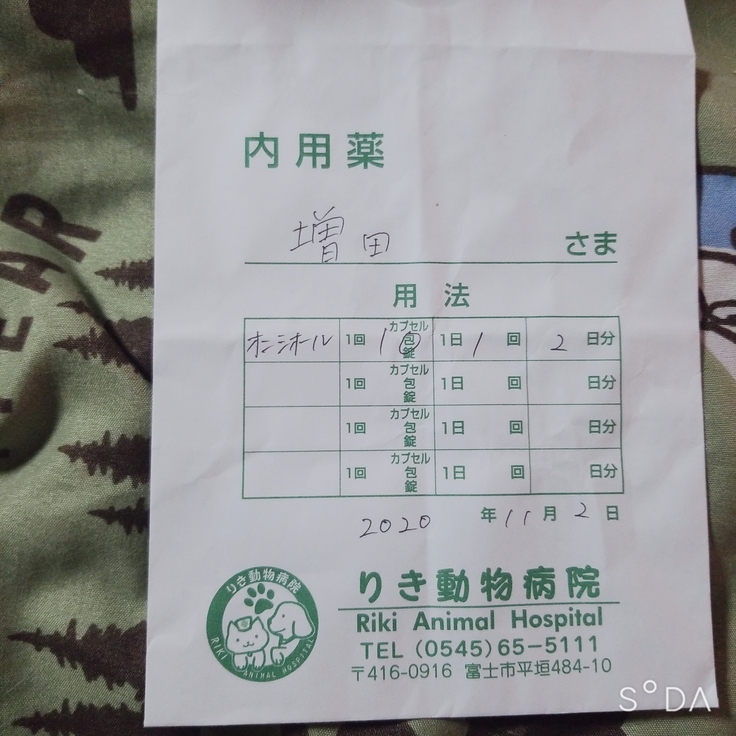 EAR
内用薬
増田 さま
用法
オニシオール 1回 1 カプセル 包 錠 1日 1 回 2 日分
1回 カプセル 包 錠 1日 回 日分
1回 カプセル 包 錠 1日 回 日分
1回 カプセル 包 錠 1日 回 日分
2020 年 11 月 2 日
りき動物病院
RIKI ANIMAL HOSPITAL
りき動物病院
Riki Animal Hospital
TEL (0545)65-5111
〒416-0916 富士市平垣484-10
SODA